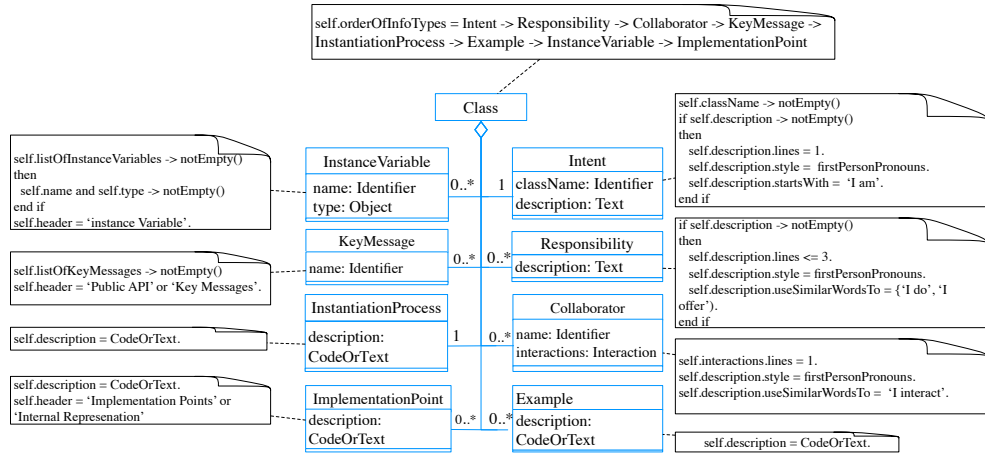 self.orderOfInfoTypes = Intent -> Responsibility -> Collaborator -> KeyMessage ->
InstantiationProcess -> Example -> InstanceVariable -> ImplementationPoint
Class
self.listOfInstanceVariables -> notEmpty()
then
self.name and self.type -> notEmpty()
end if
self.header = ‘instance Variable’.
InstanceVariable
name: Identifier
type: Object
0..*
1
Intent
className: Identifier
description: Text
self.className -> notEmpty()
if self.description -> notEmpty()
then
self.description.lines = 1.
self.description.style = firstPersonPronouns.
self.description.startsWith = ‘I am’.
self.listOfKeyMessages -> notEmpty()
self.header = ‘Public API’ or ‘Key Messages’.
KeyMessage
name: Identifier
0..*
0..*
Responsibility
description: Text
if self.description -> notEmpty()
then
self.description.lines <= 3.
self.description.style = firstPersonPronouns.
self.description.useSimilarWordsTo = {‘I do’, ‘I
offer’).
end if
self.description = CodeOrText.
InstantiationProcess
description:
CodeOrText
1
0..*
Collaborator
name: Identifier
interactions: Interaction
self.interactions.lines = 1.
self.description.style = firstPersonPronouns.
self.description.useSimilarWordsTo = ‘I interact’.
self.description = CodeOrText.
self.header = ‘Implementation Points’ or
‘Internal Represenation’
ImplementationPoint
description:
CodeOrText
0..*
0..*
Example
description:
CodeOrText
self.description = CodeOrText.